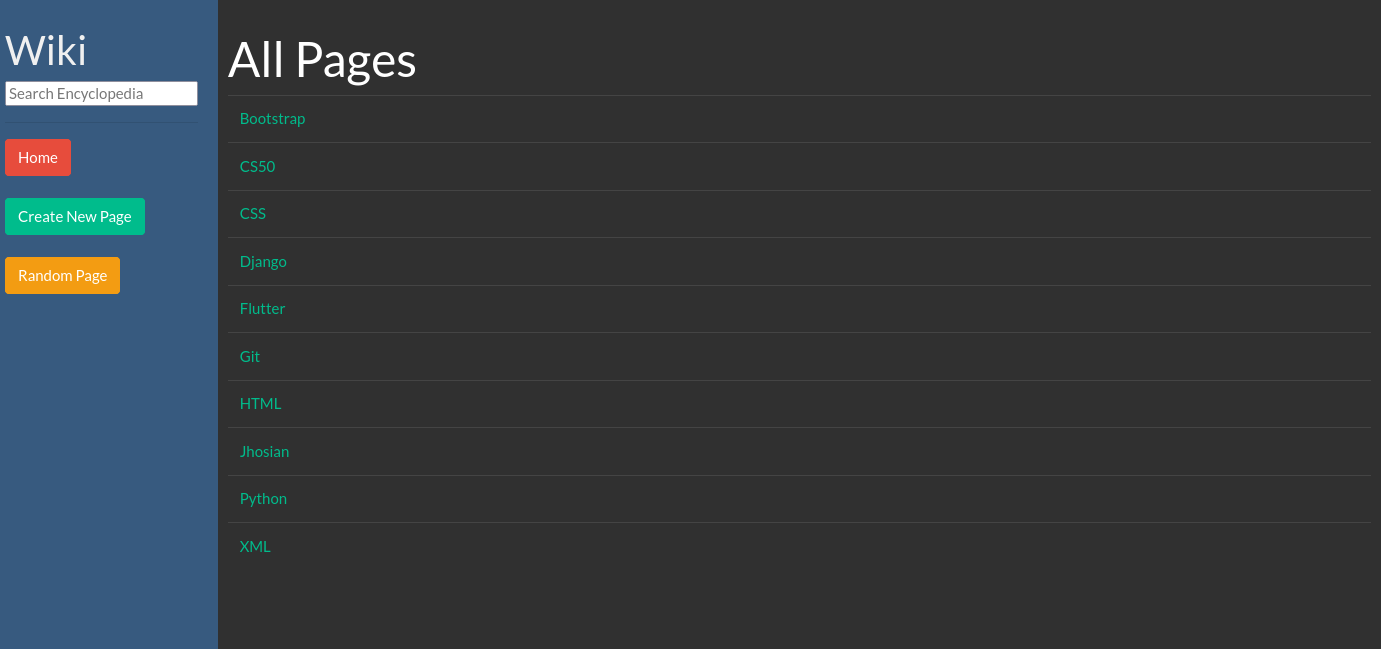 Wiki
Search Encyclopedia
Home
Create New Page
Random Page
All Pages
Bootstrap
CS50
CSS
Django
Flutter
Git
HTML
Jhosian
Python
XML